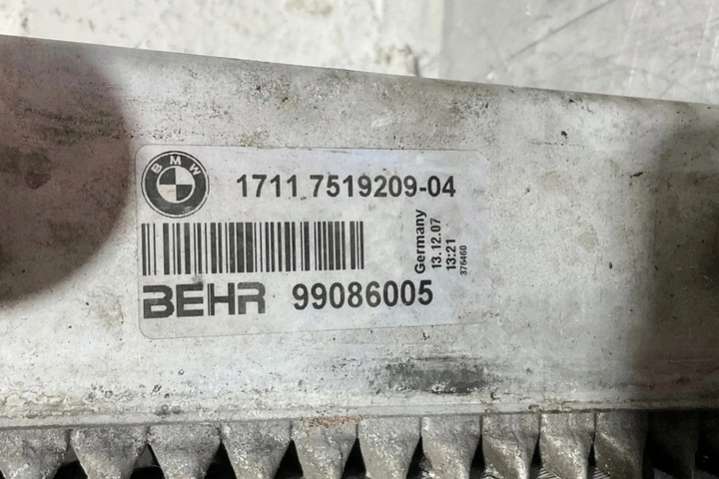 BMW
1711 7519209-04
Germany
13.12.07
13:21
376460
BEHR 99086005